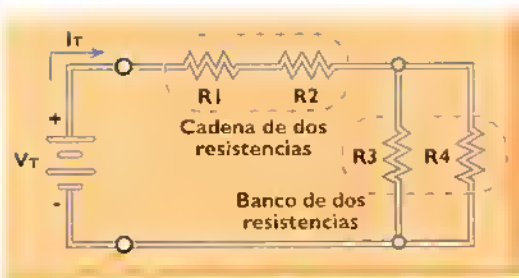 IT
R1 R2
Cadena de dos
resistencias
+
VT
-
R3 R4
Banco de dos
resistencias